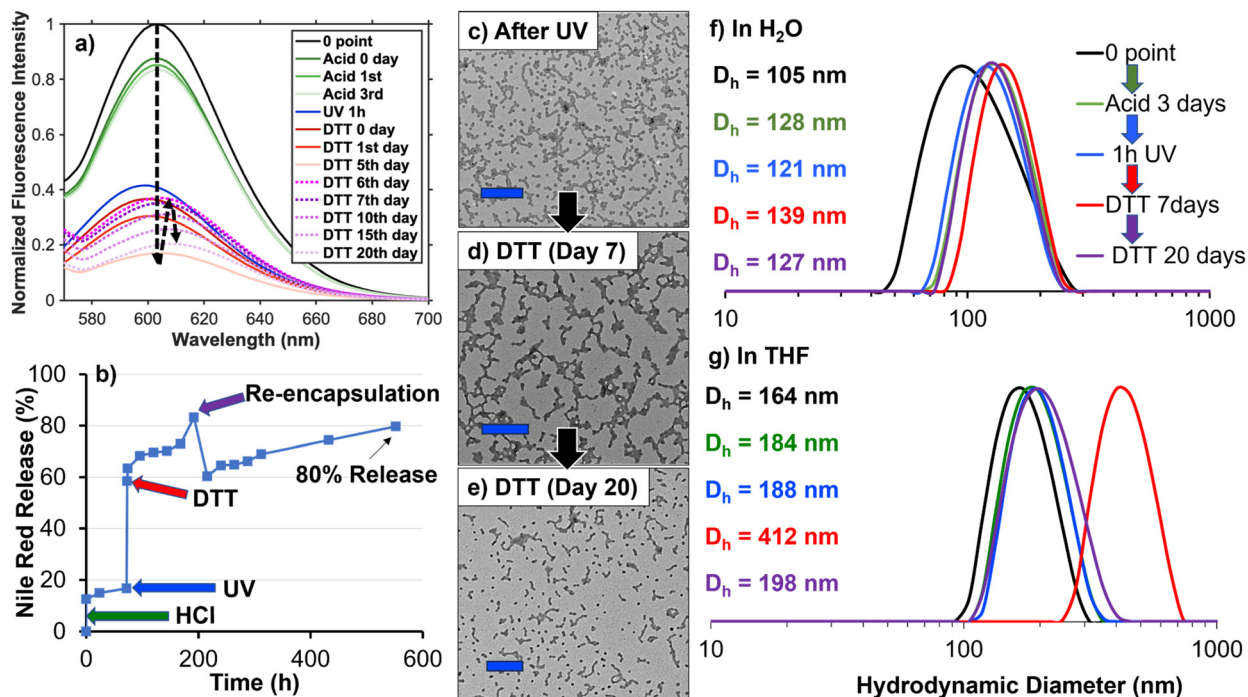 a)
Normalized Fluorescence Intensity
1
0.8
0.6
0.4
0.2
0
580
600
620
640
660
680
700
Wavelength (nm)
0 point
Acid 0 day
Acid 1st
Acid 3rd
UV 1h
DTT 0 day
DTT 1st day
DTT 5th day
DTT 6th day
DTT 7th day
DTT 10th day
DTT 15th day
DTT 20th day
b)
Nile Red Release (%)
100
80
60
40
20
0
0
200
400
600
Time (h)
Re-encapsulation
80% Release
DTT
UV
HCl
c) After UV
d) DTT (Day 7)
e) DTT (Day 20)
f) In H₂O
Dₕ = 105 nm
Dₕ = 128 nm
Dₕ = 121 nm
Dₕ = 139 nm
Dₕ = 127 nm
0 point
Acid 3 days
1h UV
DTT 7days
DTT 20 days
10
100
1000
g) In THF
Dₕ = 164 nm
Dₕ = 184 nm
Dₕ = 188 nm
Dₕ = 412 nm
Dₕ = 198 nm
10
100
1000
Hydrodynamic Diameter (nm)